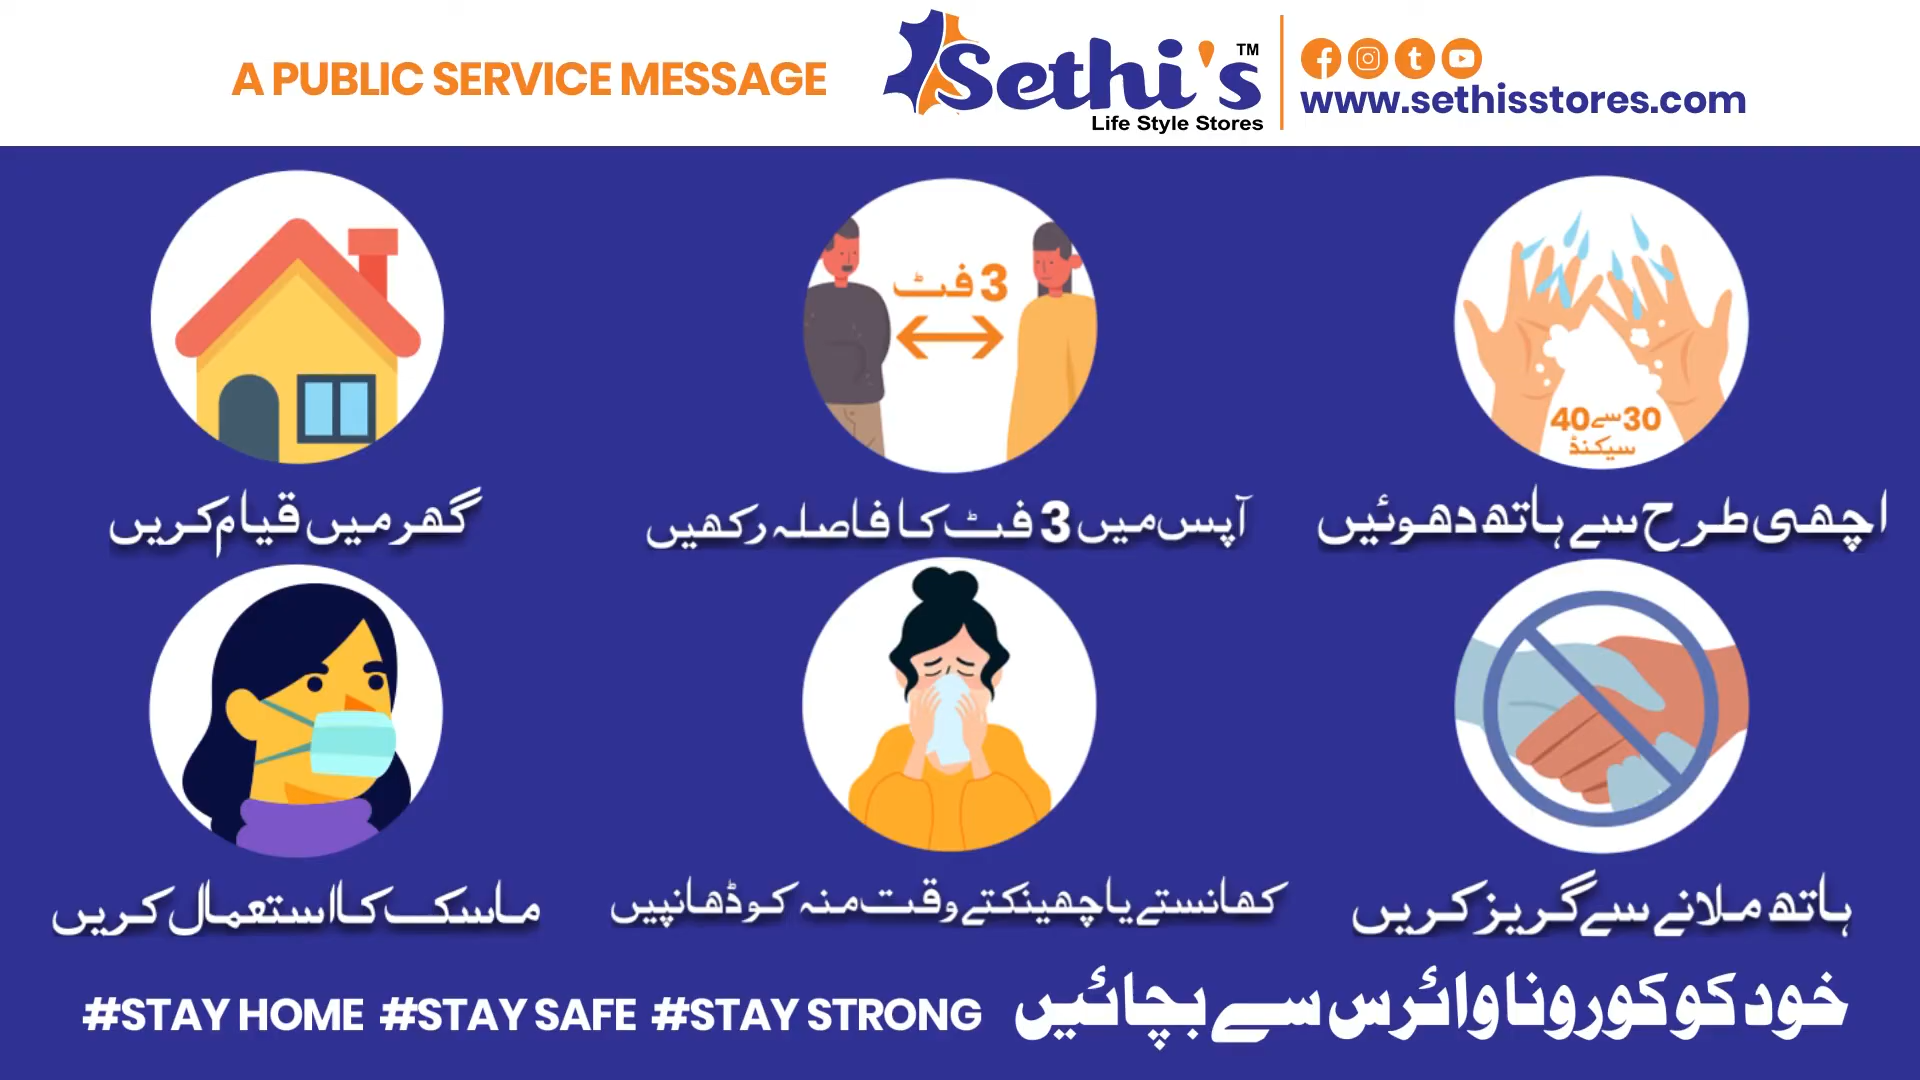 A PUBLIC SERVICE MESSAGE
Sethi's™
Life Style Stores
www.sethisstores.com
3 فٹ
30 سے 40
سیکنڈ
اچھی طرح سے ہاتھ دھوئیں
آپس میں 3 فٹ کا فاصلہ رکھیں
گھر میں قیام کریں
ہاتھ ملانے سے گریز کریں
کھانستے یا چھینکتے وقت منہ کو ڈھانپیں
ماسک کا استعمال کریں
خود کو کورونا وائرس سے بچائیں
#STAY HOME #STAY SAFE #STAY STRONG